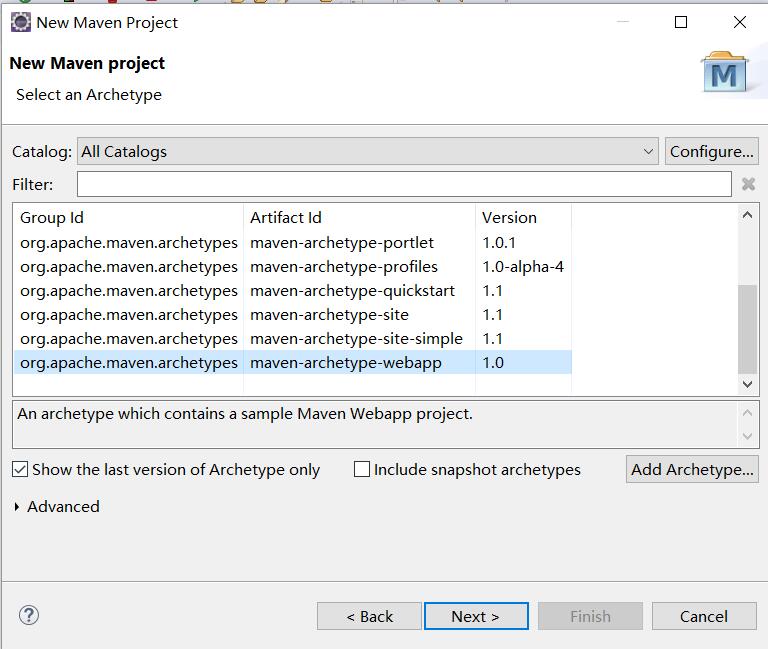 New Maven Project
New Maven project
Select an Archetype
M
Catalog: All Catalogs Configure...
Filter:
Group Id Artifact Id Version
org.apache.maven.archetypes maven-archetype-portlet 1.0.1
org.apache.maven.archetypes maven-archetype-profiles 1.0-alpha-4
org.apache.maven.archetypes maven-archetype-quickstart 1.1
org.apache.maven.archetypes maven-archetype-site 1.1
org.apache.maven.archetypes maven-archetype-site-simple 1.1
org.apache.maven.archetypes maven-archetype-webapp 1.0
An archetype which contains a sample Maven Webapp project.
Show the last version of Archetype only Include snapshot archetypes Add Archetype...
Advanced
? < Back Next > Finish Cancel